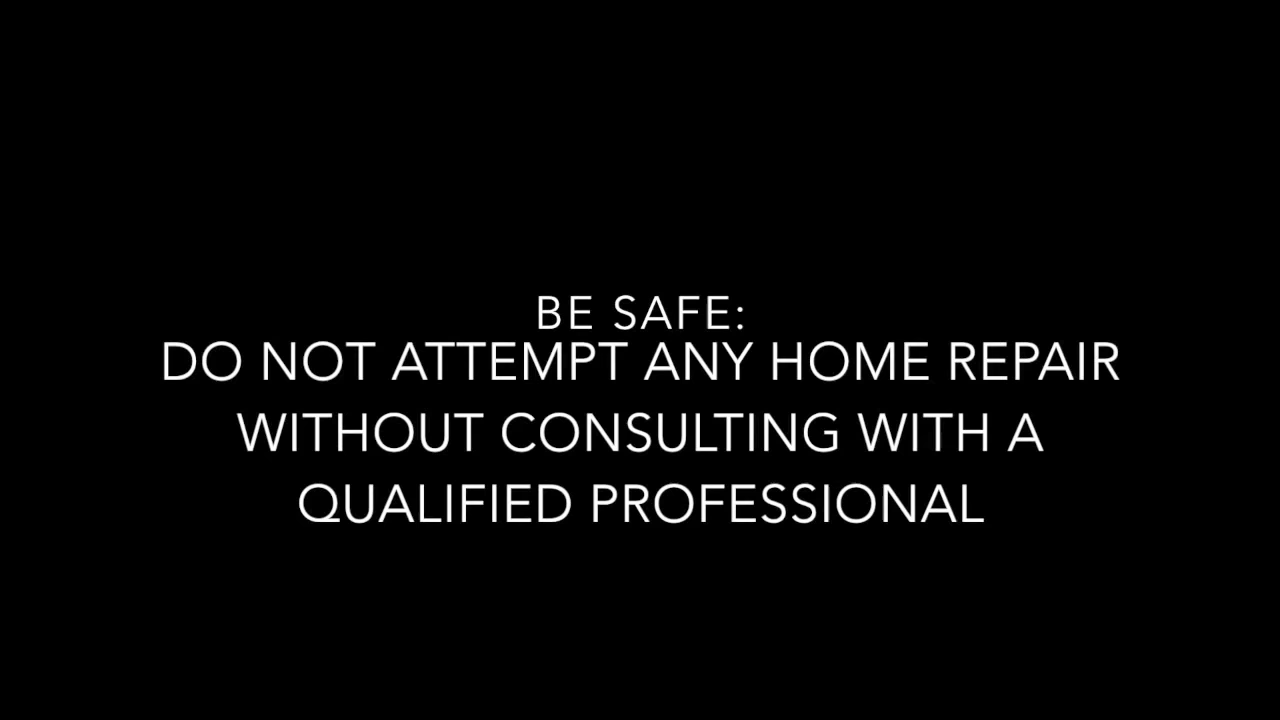 BE SAFE:
DO NOT ATTEMPT ANY HOME REPAIR
WITHOUT CONSULTING WITH A
QUALIFIED PROFESSIONAL